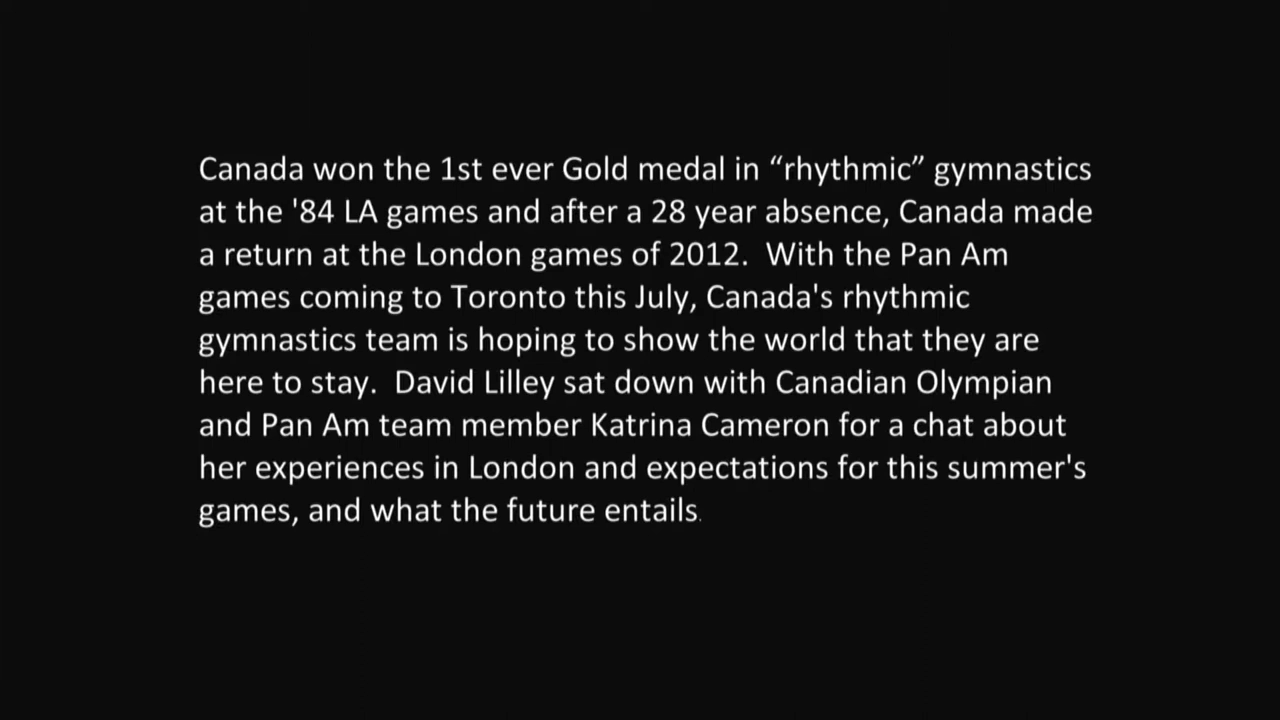 Canada won the 1st ever Gold medal in “rhythmic” gymnastics
at the '84 LA games and after a 28 year absence, Canada made
a return at the London games of 2012.  With the Pan Am
games coming to Toronto this July, Canada's rhythmic
gymnastics team is hoping to show the world that they are
here to stay.  David Lilley sat down with Canadian Olympian
and Pan Am team member Katrina Cameron for a chat about
her experiences in London and expectations for this summer's
games, and what the future entails.